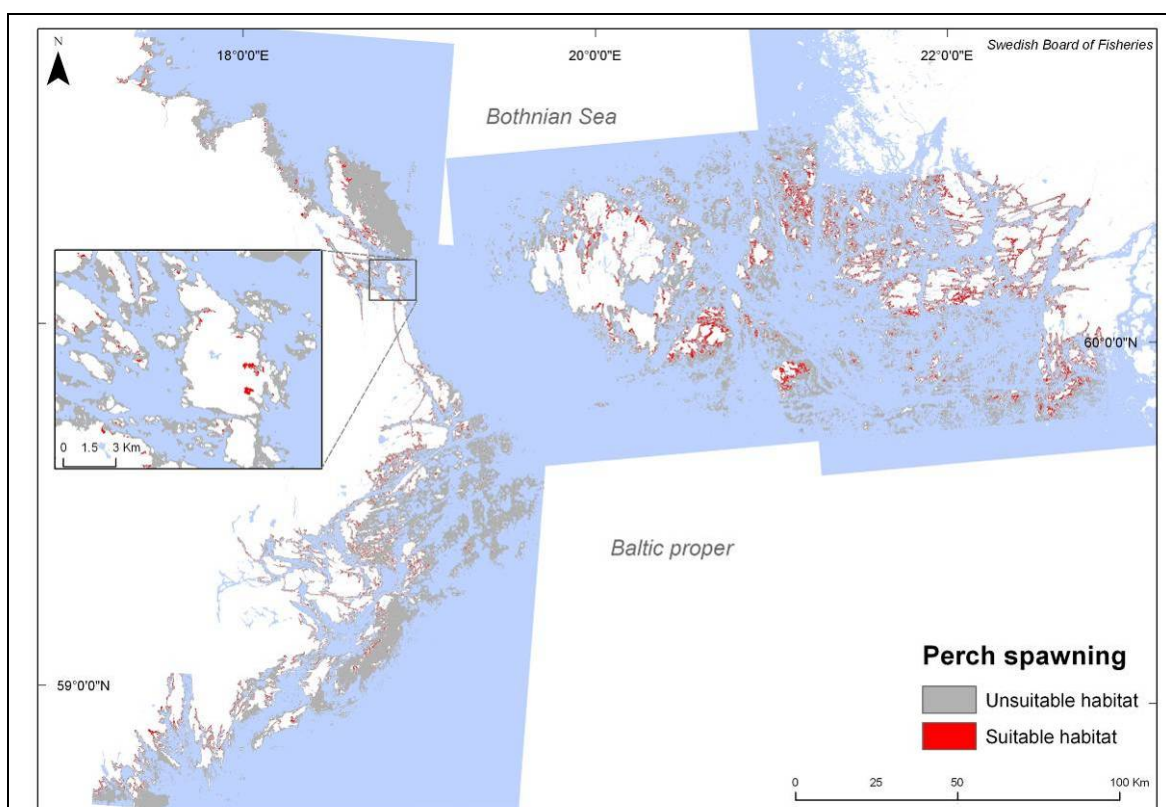 N
18°0'0"E
20°0'0"E
22°0'0"E
Swedish Board of Fisheries
Bothnian Sea
60°0'0"N
0 1.5 3 Km
Baltic proper
Perch spawning
59°0'0"N
Unsuitable habitat
Suitable habitat
0 25 50 100 Km